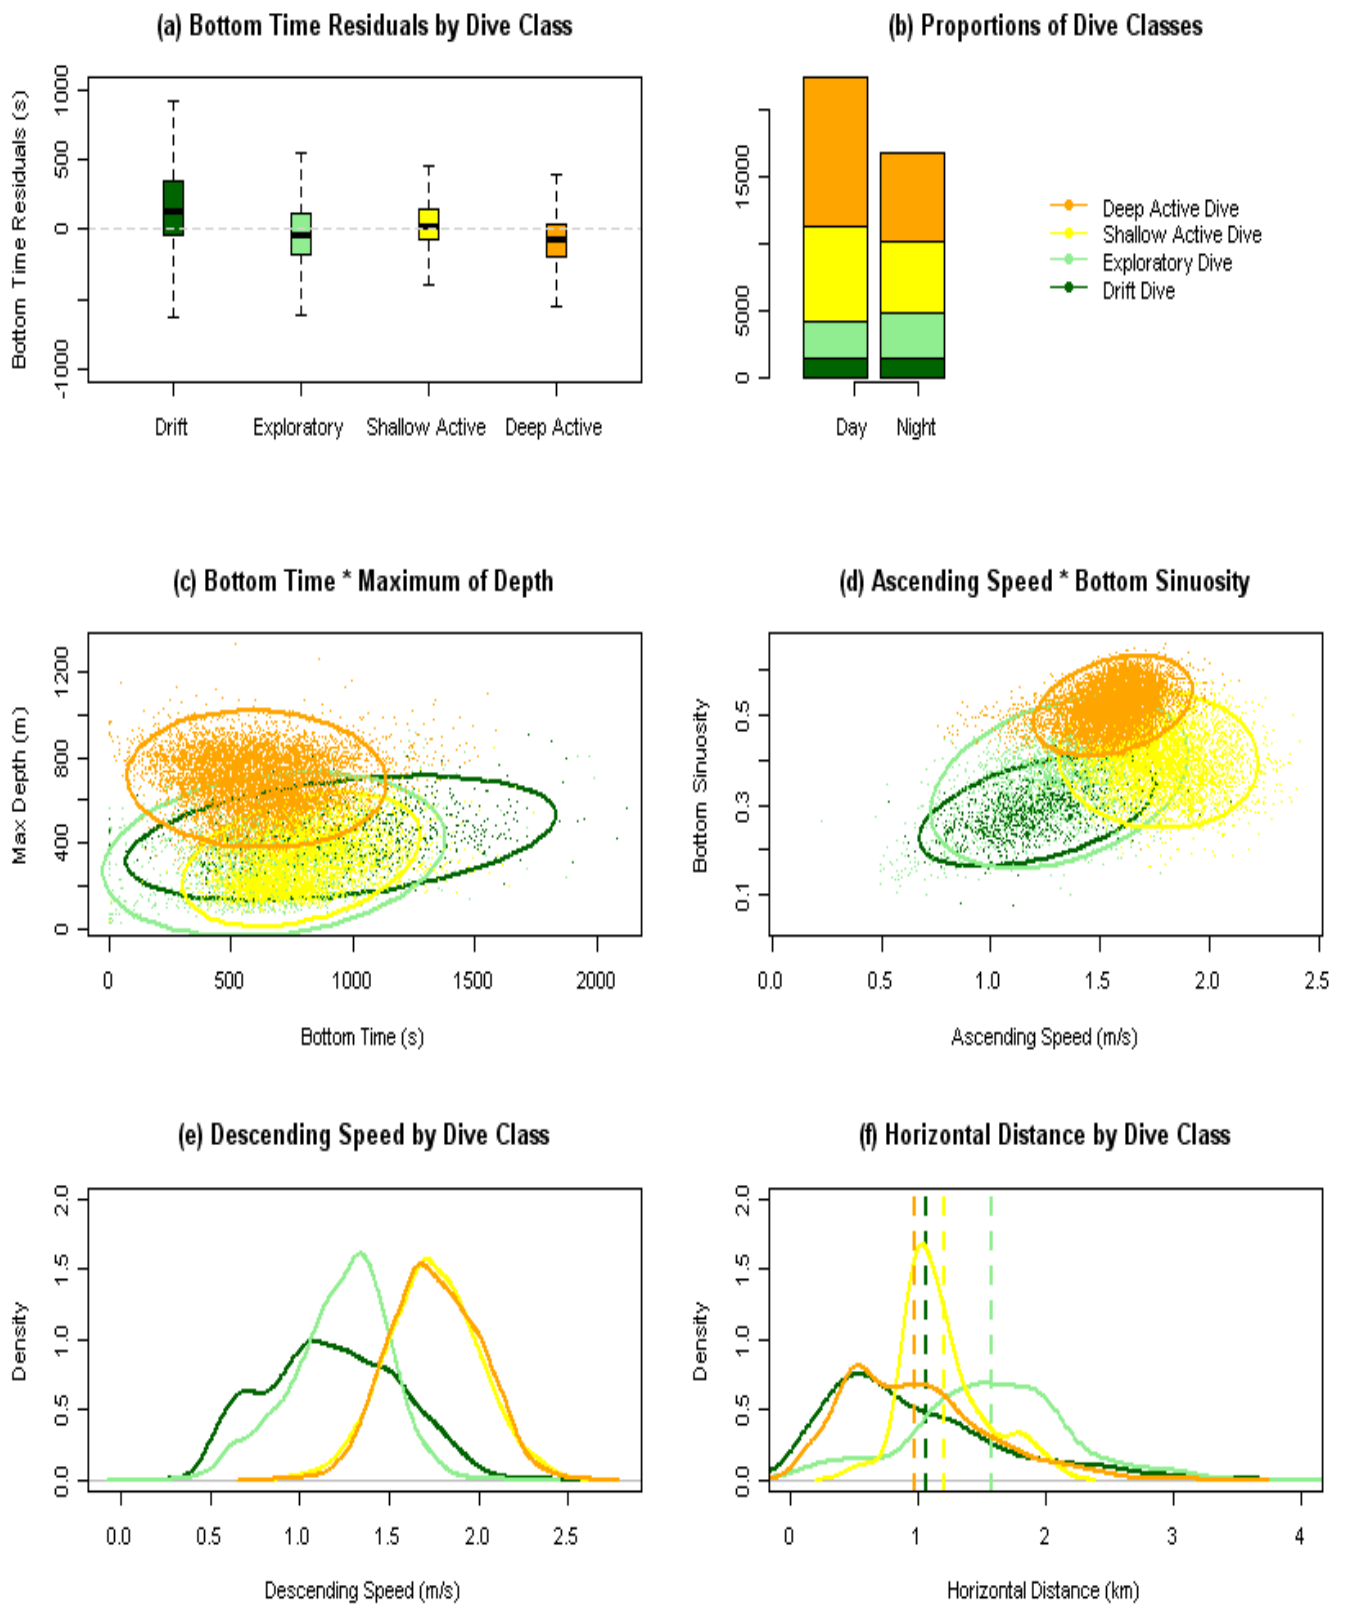 (a) Bottom Time Residuals by Dive Class
Bottom Time Residuals (s)
1000
500
0
-1000
Drift Exploratory Shallow Active Deep Active
(b) Proportions of Dive Classes
15000
5000
0
Day Night
Deep Active Dive
Shallow Active Dive
Exploratory Dive
Drift Dive
(c) Bottom Time * Maximum of Depth
Max Depth (m)
1200
800
400
0
0 500 1000 1500 2000
Bottom Time (s)
(d) Ascending Speed * Bottom Sinuosity
Bottom Sinuosity
0.5
0.3
0.1
0.0 0.5 1.0 1.5 2.0 2.5
Ascending Speed (m/s)
(e) Descending Speed by Dive Class
Density
2.0
1.5
1.0
0.5
0.0
0.0 0.5 1.0 1.5 2.0 2.5
Descending Speed (m/s)
(f) Horizontal Distance by Dive Class
Density
2.0
1.5
1.0
0.5
0.0
0 1 2 3 4
Horizontal Distance (km)